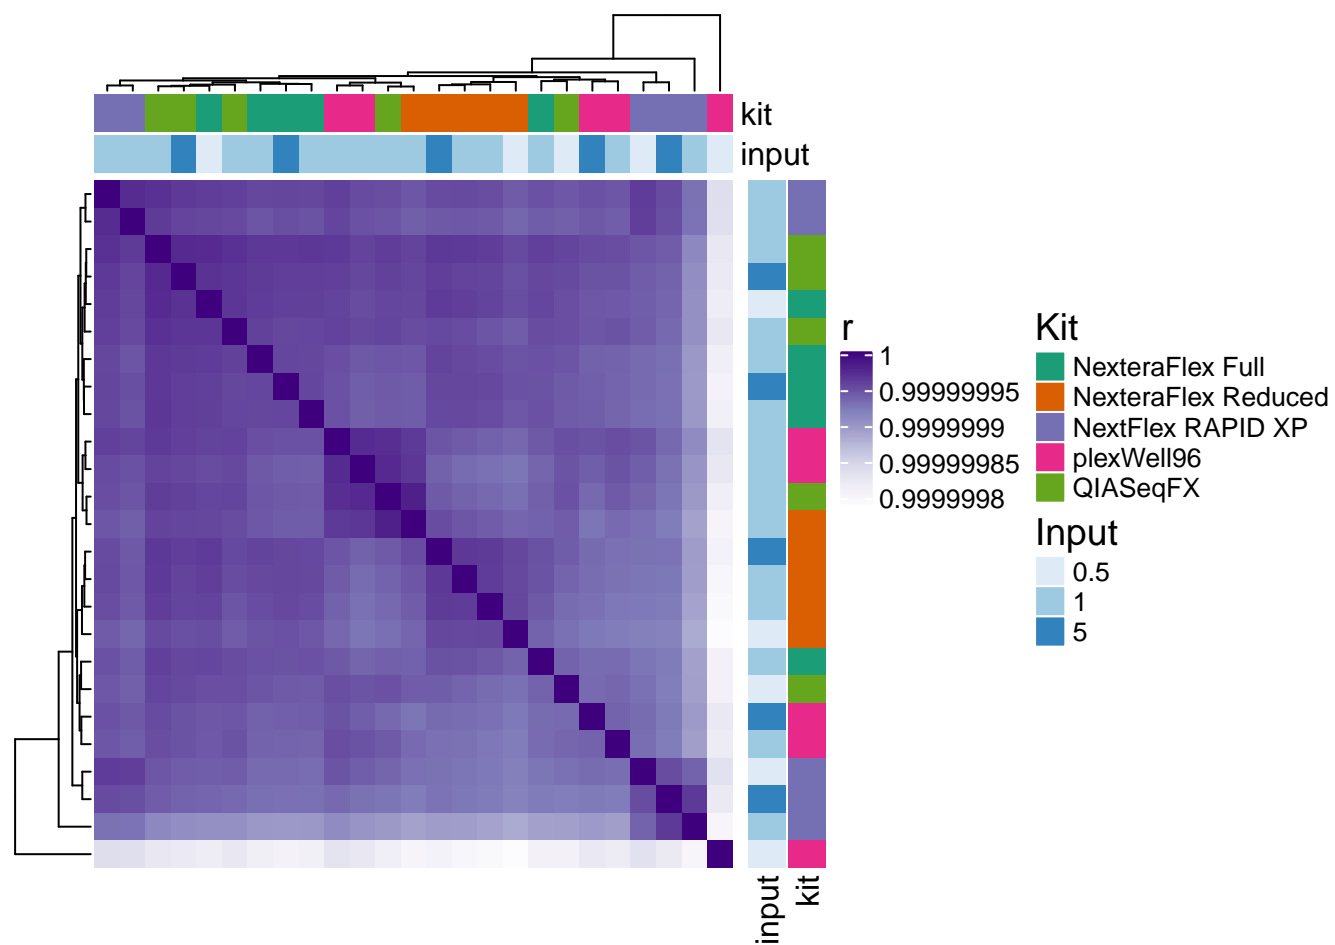 kit
input
r
1
0.99999995
0.9999999
0.99999985
0.9999998
Kit
NexteraFlex Full
NexteraFlex Reduced
NextFlex RAPID XP
plexWell96
QIASeqFX
Input
0.5
1
5
input
kit